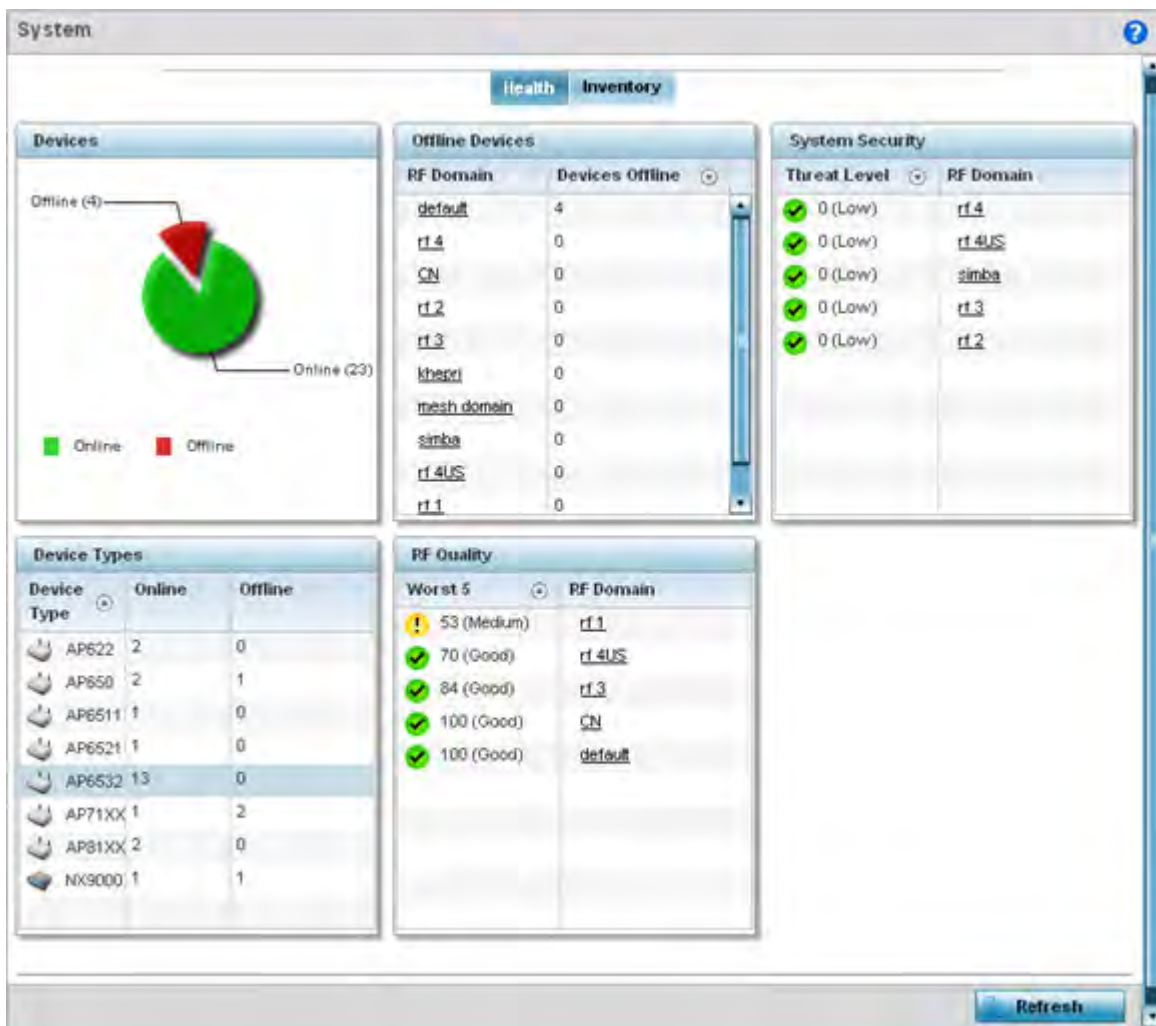 System
?
Health Inventory
Devices
Offline (4)
Online (23)
Online Offline
Offline Devices
RF Domain Devices Offline
default 4
rf 4 0
CN 0
rf 2 0
rf 3 0
khepri 0
mesh domain 0
simba 0
rf 4US 0
rf 1 0
System Security
Threat Level RF Domain
0 (Low) rf 4
0 (Low) rf 4US
0 (Low) simba
0 (Low) rf 3
0 (Low) rf 2
Device Types
Device Type Online Offline
AP622 2 0
AP650 2 1
AP6511 1 0
AP6521 1 0
AP6532 13 0
AP71XX 1 2
AP81XX 2 0
NX9000 1 1
RF Quality
Worst 5 RF Domain
53 (Medium) rf 1
70 (Good) rf 4US
84 (Good) rf 3
100 (Good) CN
100 (Good) default
Refresh